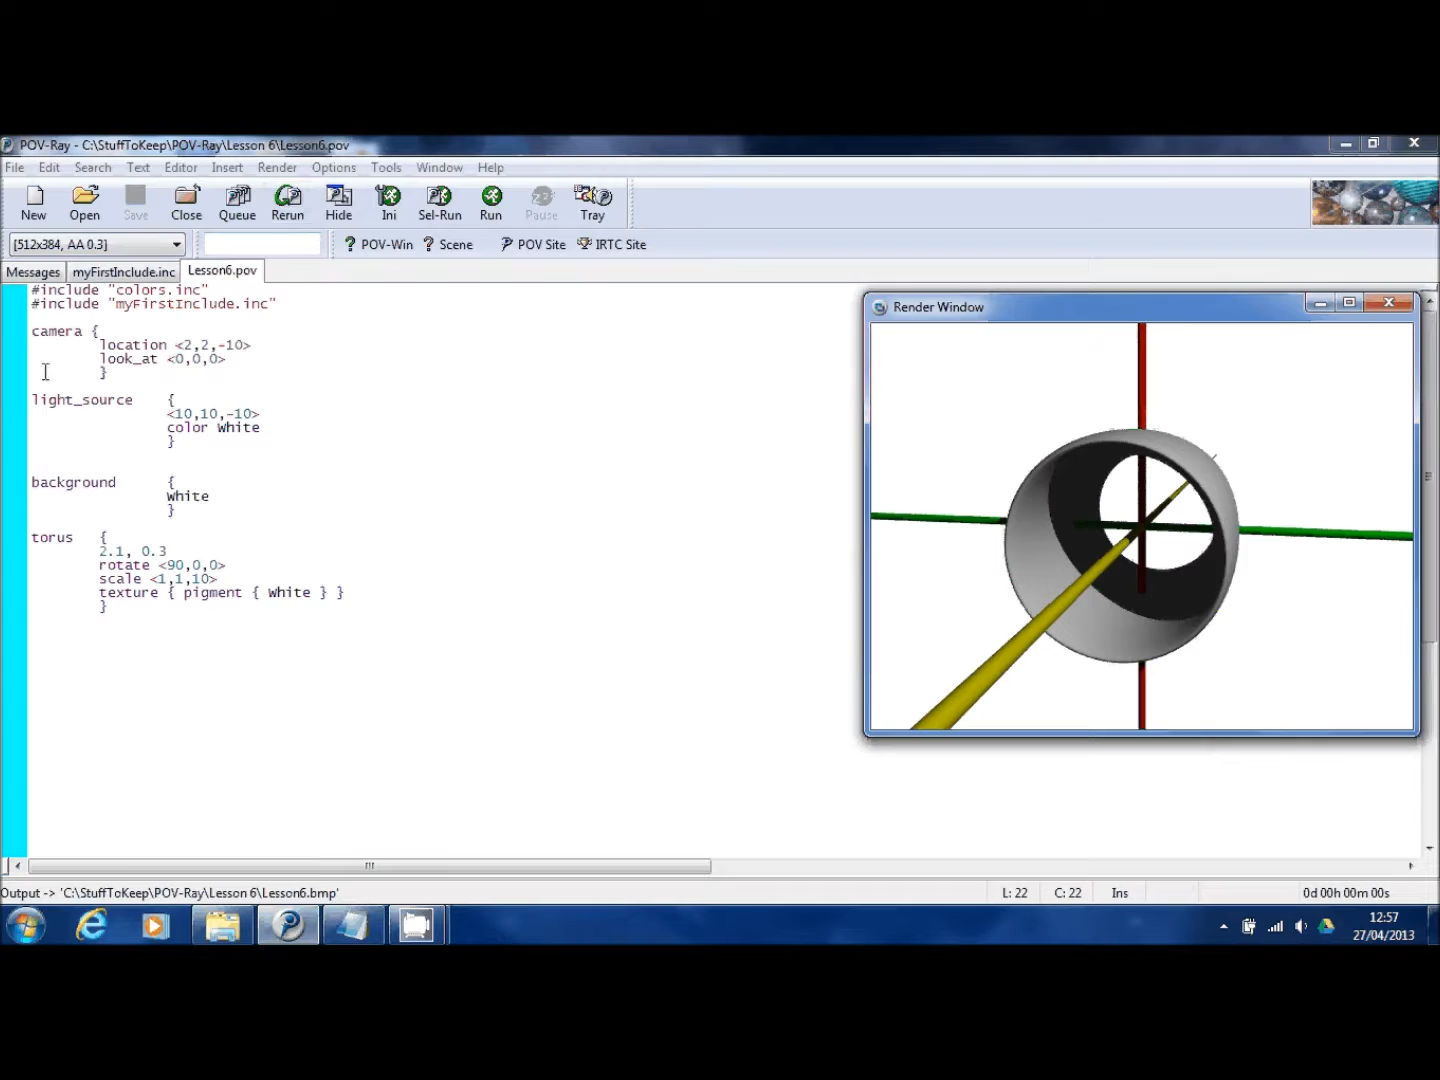 POV-Ray - C:\StuffToKeep\POV-Ray\Lesson 6\Lesson6.pov
File Edit Search Text Editor Insert Render Options Tools Window Help
New Open Save Close Queue Rerun Hide Ini Sel-Run Run Pause Tray
[512x384, AA 0.3] POV-Win Scene POV Site IRTC Site
Messages myFirstInclude.inc Lesson6.pov
#include "colors.inc"
#include "myFirstInclude.inc"
camera {
location <2,2,-10>
look_at <0,0,0>
}
light_source {
<10,10,-10>
color White
}
background {
White
}
torus {
2.1, 0.3
rotate <90,0,0>
scale <1,1,10>
texture { pigment { White } }
}
Render Window
Output -> 'C:\StuffToKeep\POV-Ray\Lesson 6\Lesson6.bmp' L: 22 C: 22 Ins 0d 00h 00m 00s
12:57
27/04/2013